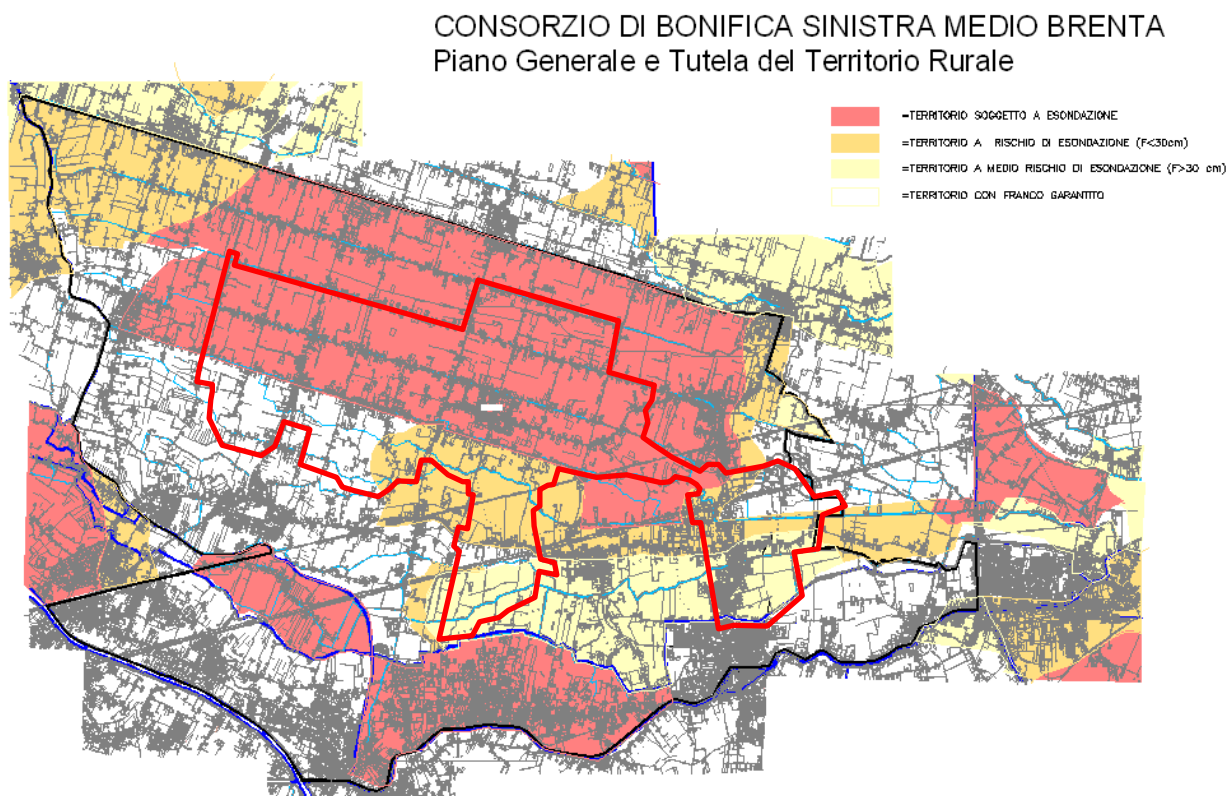 CONSORZIO DI BONIFICA SINISTRA MEDIO BRENTA
Piano Generale e Tutela del Territorio Rurale
=TERRITORIO SOGGETTO A ESONDAZIONE
=TERRITORIO A RISCHIO DI ESONDAZIONE (F<30cm)
=TERRITORIO A MEDIO RISCHIO DI ESONDAZIONE (F>30 cm)
=TERRITORIO CON FRANCO GARANTITO